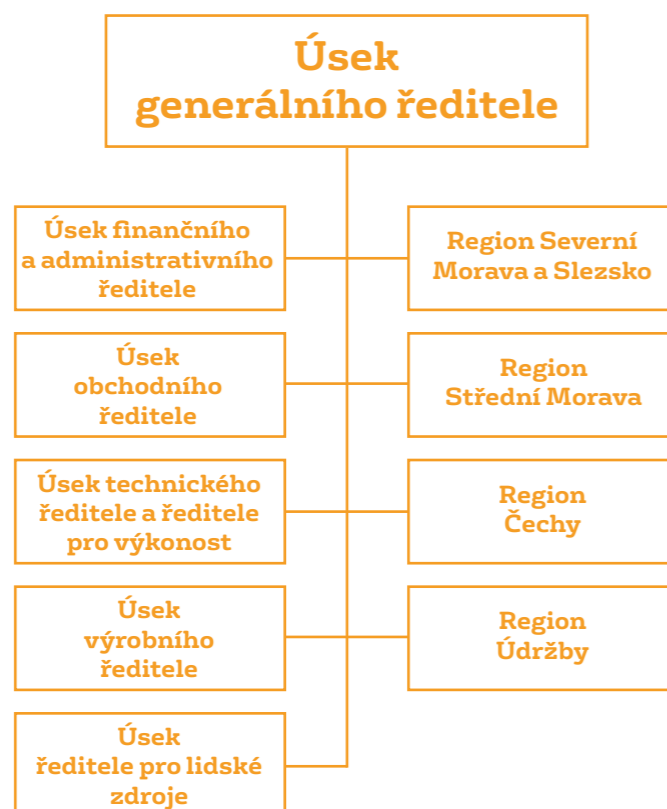 Úsek
generálního ředitele
Úsek finančního
a administrativního
ředitele
Region Severní
Morava a Slezsko
Úsek
obchodního
ředitele
Region
Střední Morava
Úsek technického
ředitele a ředitele
pro výkonost
Region
Čechy
Úsek
výrobního
ředitele
Region
Údržby
Úsek
ředitele pro lidské
zdroje